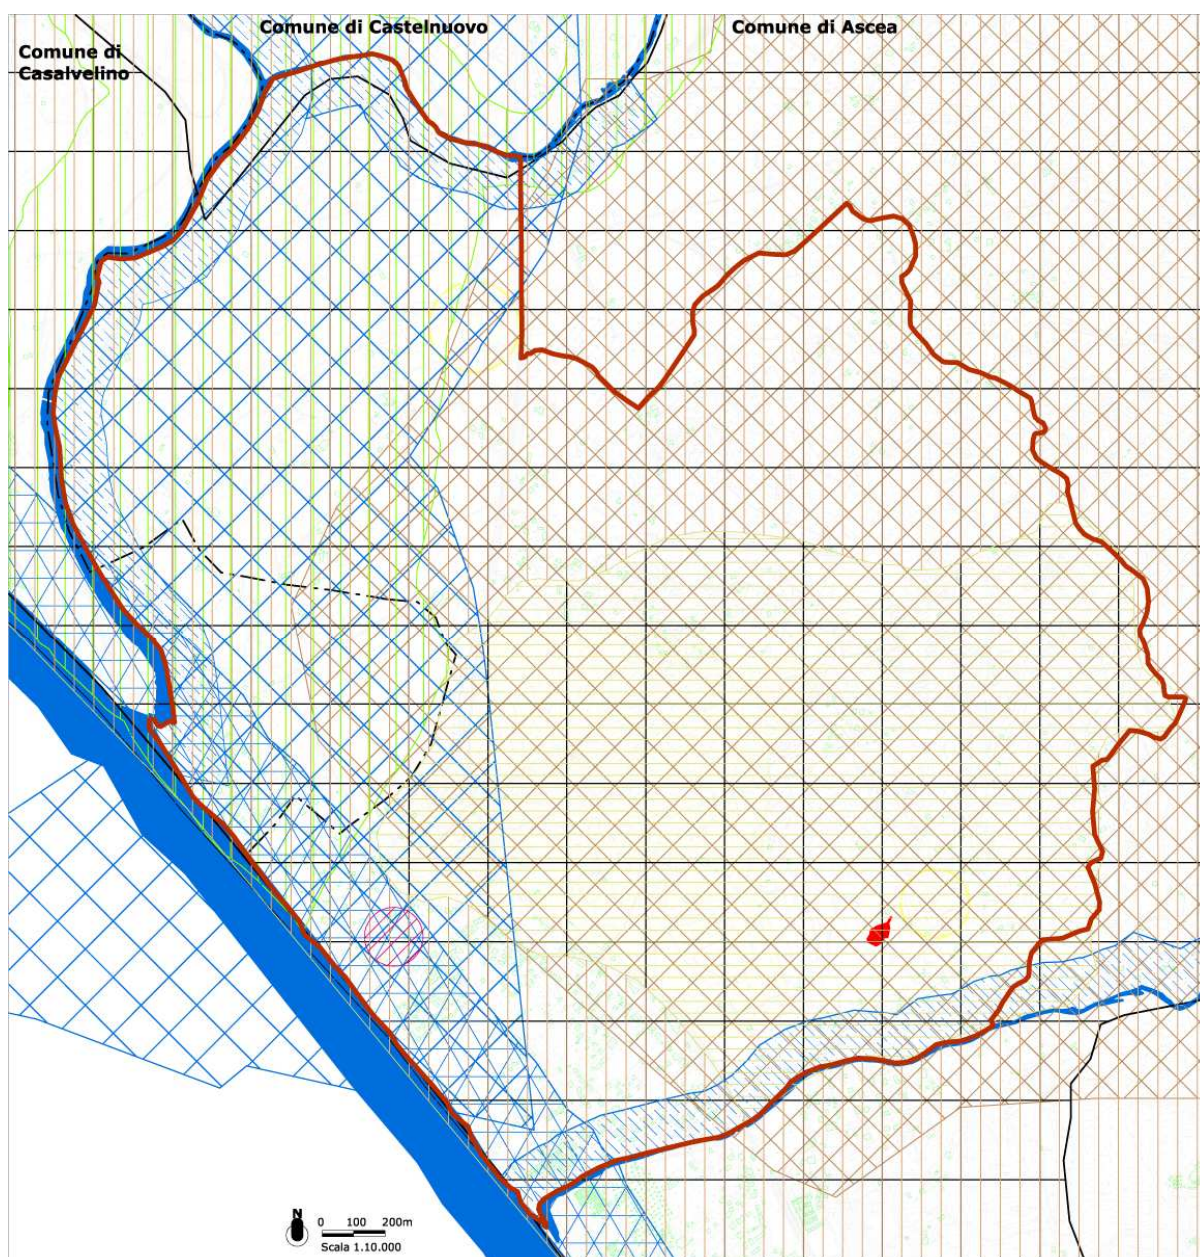 Comune di Castelnuovo
Comune di Ascea
Comune di
Casalvelino
N
0 100 200m
Scala 1:10.000